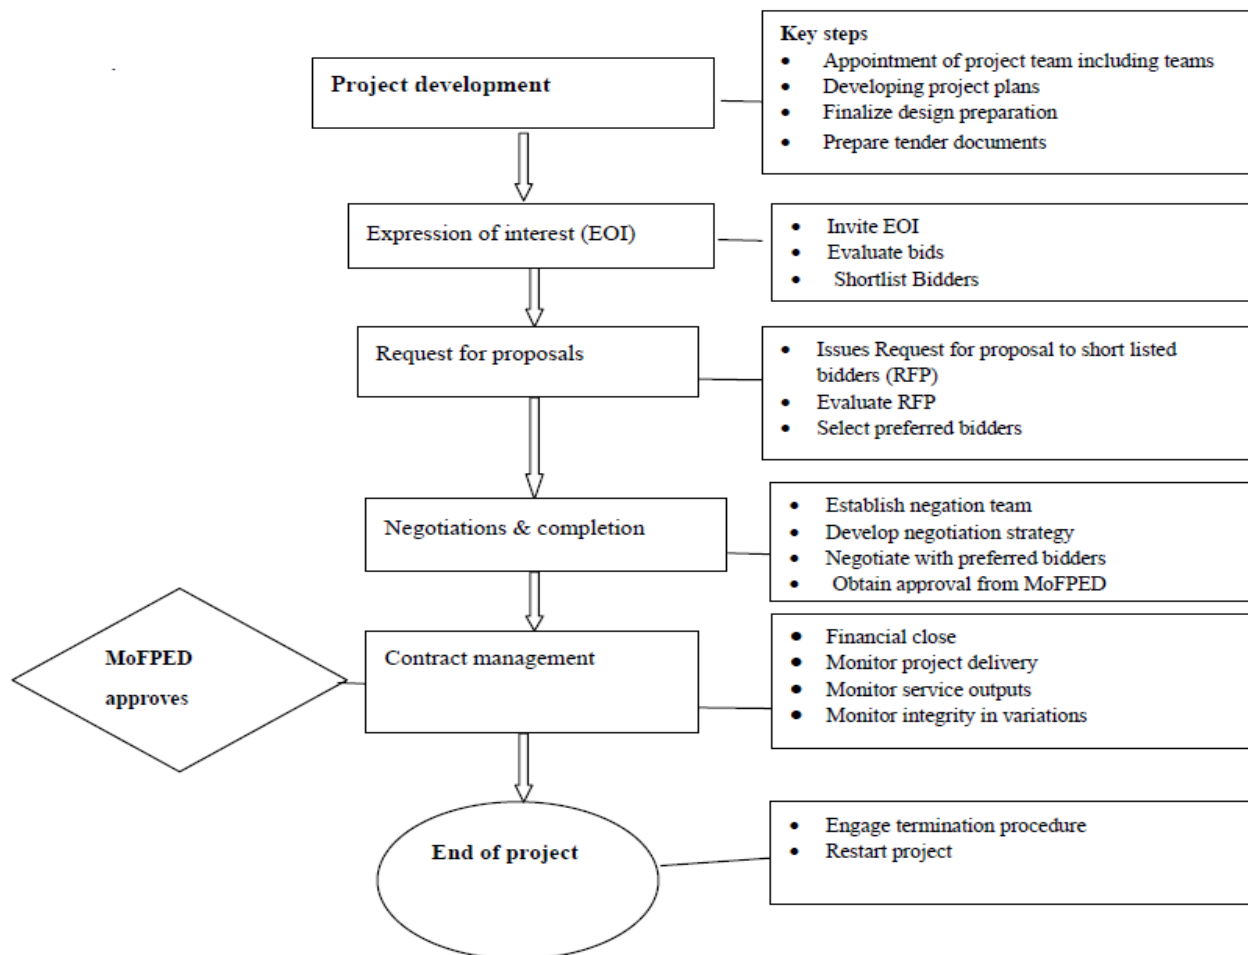 Project development
Key steps
• Appointment of project team including teams
• Developing project plans
• Finalize design preparation
• Prepare tender documents
Expression of interest (EOI)
• Invite EOI
• Evaluate bids
• Shortlist Bidders
Request for proposals
• Issues Request for proposal to short listed
bidders (RFP)
• Evaluate RFP
• Select preferred bidders
Negotiations & completion
• Establish negation team
• Develop negotiation strategy
• Negotiate with preferred bidders
• Obtain approval from MoFPED
MoFPED
approves
Contract management
• Financial close
• Monitor project delivery
• Monitor service outputs
• Monitor integrity in variations
End of project
• Engage termination procedure
• Restart project